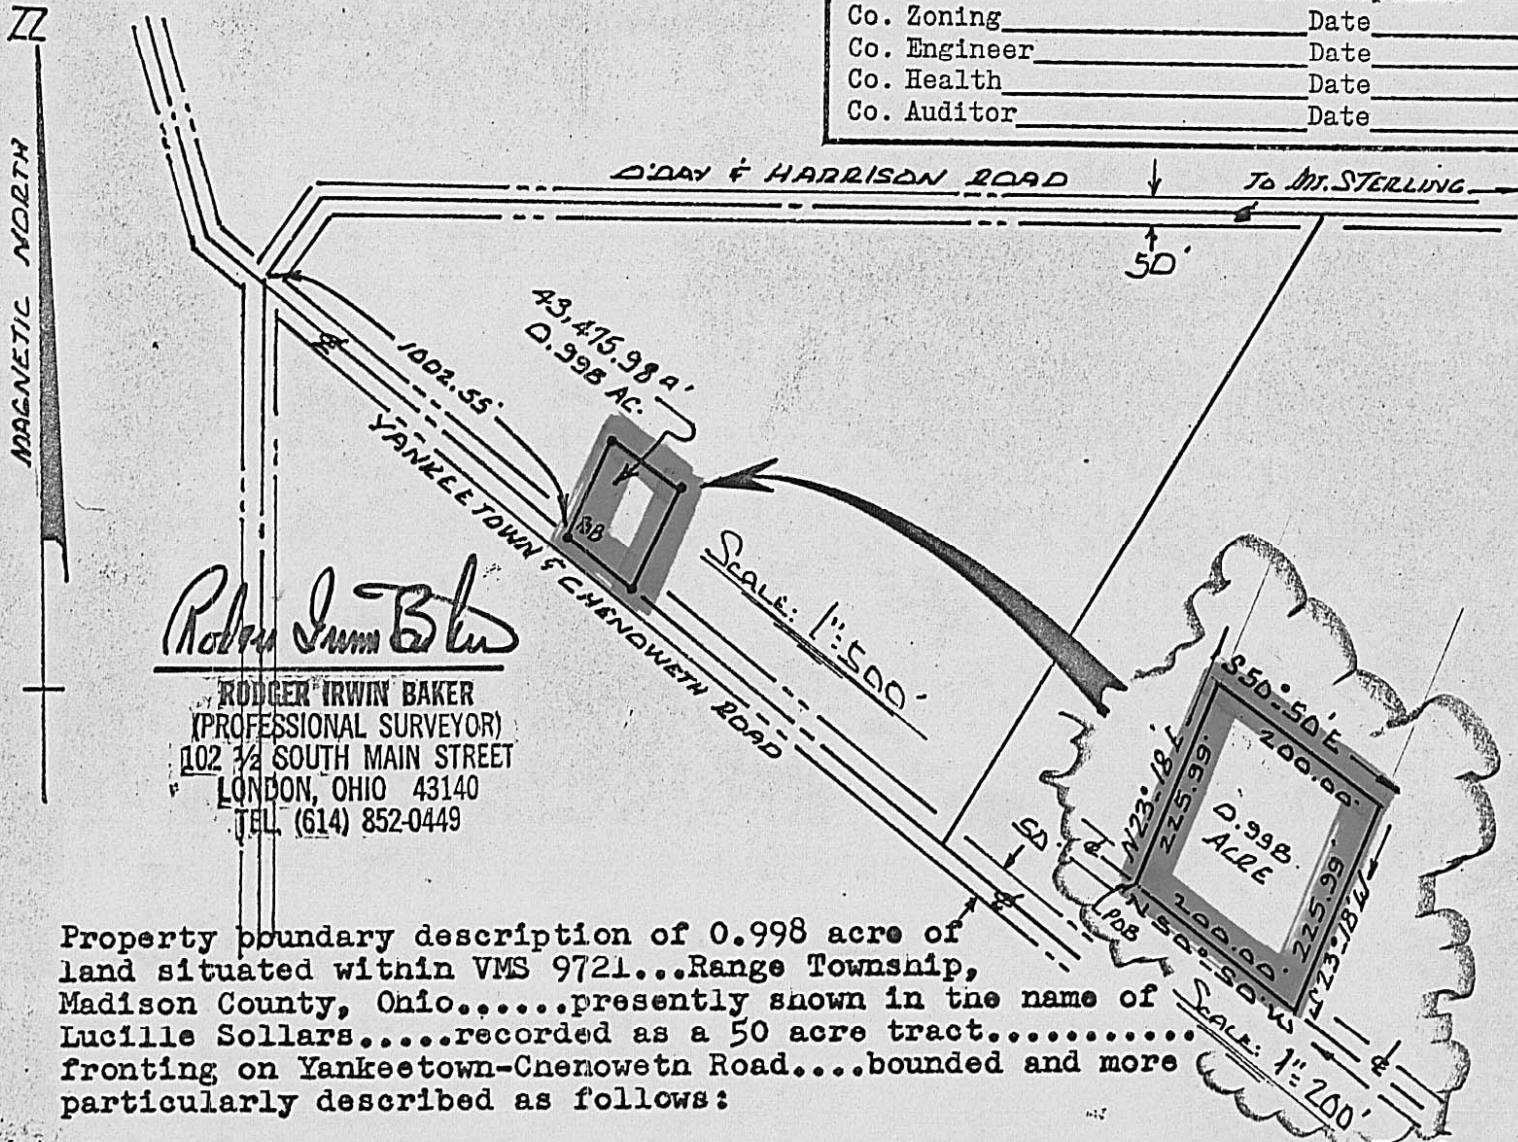 Co. Zoning Date
Co. Engineer Date
Co. Health Date
Co. Auditor Date
MAGNETIC NORTH
O'DAY & HARRISON ROAD
TO MT. STERLING
50'
43,475.98 □'
0.998 AC.
1002.55'
YANKEETOWN & CHENOWETH ROAD
POB
SCALE: 1"=500'
RODGER IRWIN BAKER
(PROFESSIONAL SURVEYOR)
102 ½ SOUTH MAIN STREET
LONDON, OHIO 43140
TEL. (614) 852-0449
S50°-50'E
200.00'
N23°-18'E
225.99'
0.998
ACRE
225.99'
S23°-18'W
200.00'
N50°-50'W
POB
50'
SCALE: 1"=200'
Property boundary description of 0.998 acre of
land situated within VMS 9721...Range Township,
Madison County, Ohio......presently shown in the name of
Lucille Sollars.....recorded as a 50 acre tract............
fronting on Yankeetown-Chenoweth Road....bounded and more
particularly described as follows: